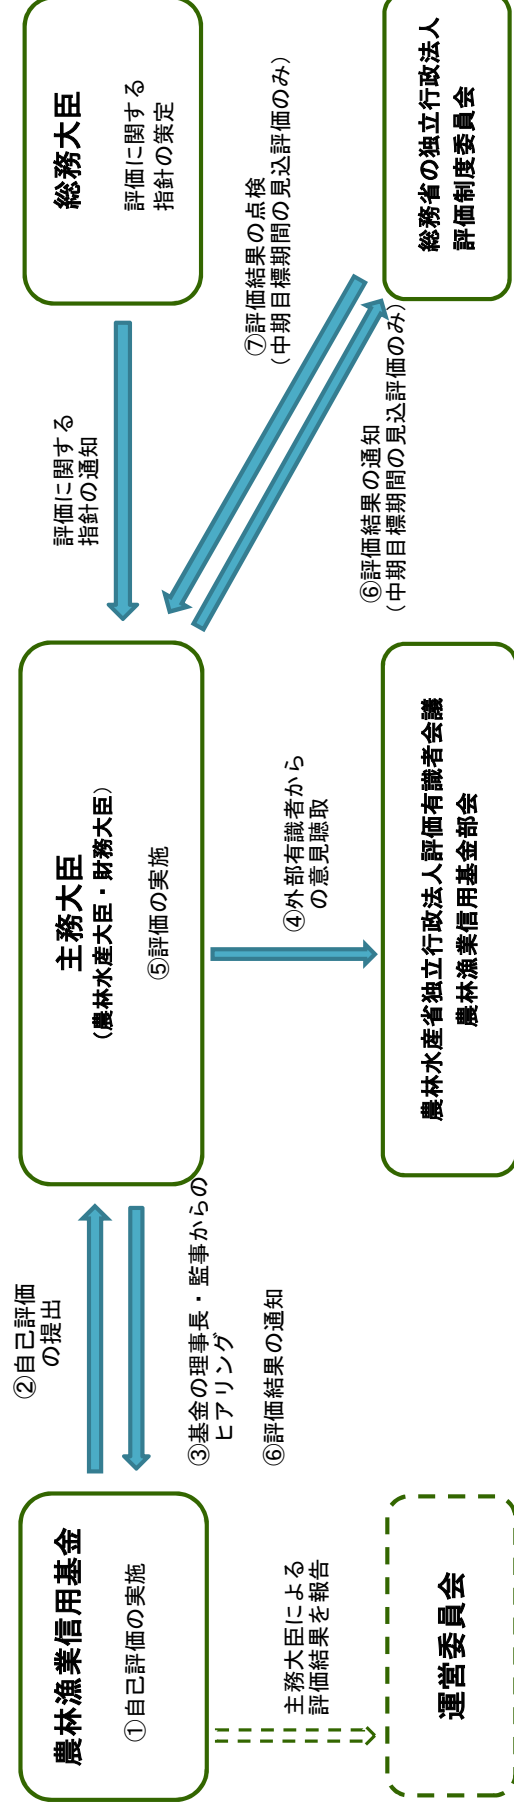 農林漁業信用基金
①自己評価の実施
②自己評価
の提出
③基金の理事長・監事からの
ヒアリング
⑥評価結果の通知
主務大臣による
評価結果を報告
運営委員会
主務大臣
(農林水産大臣・財務大臣)
⑤評価の実施
④外部有識者から
の意見聴取
農林水産省独立行政法人評価有識者会議
農林漁業信用基金部会
評価に関する
指針の通知
総務大臣
評価に関する
指針の策定
⑦評価結果の点検
(中期目標期間の見込評価のみ)
⑥評価結果の通知
(中期目標期間の見込評価のみ)
総務省の独立行政法人
評価制度委員会